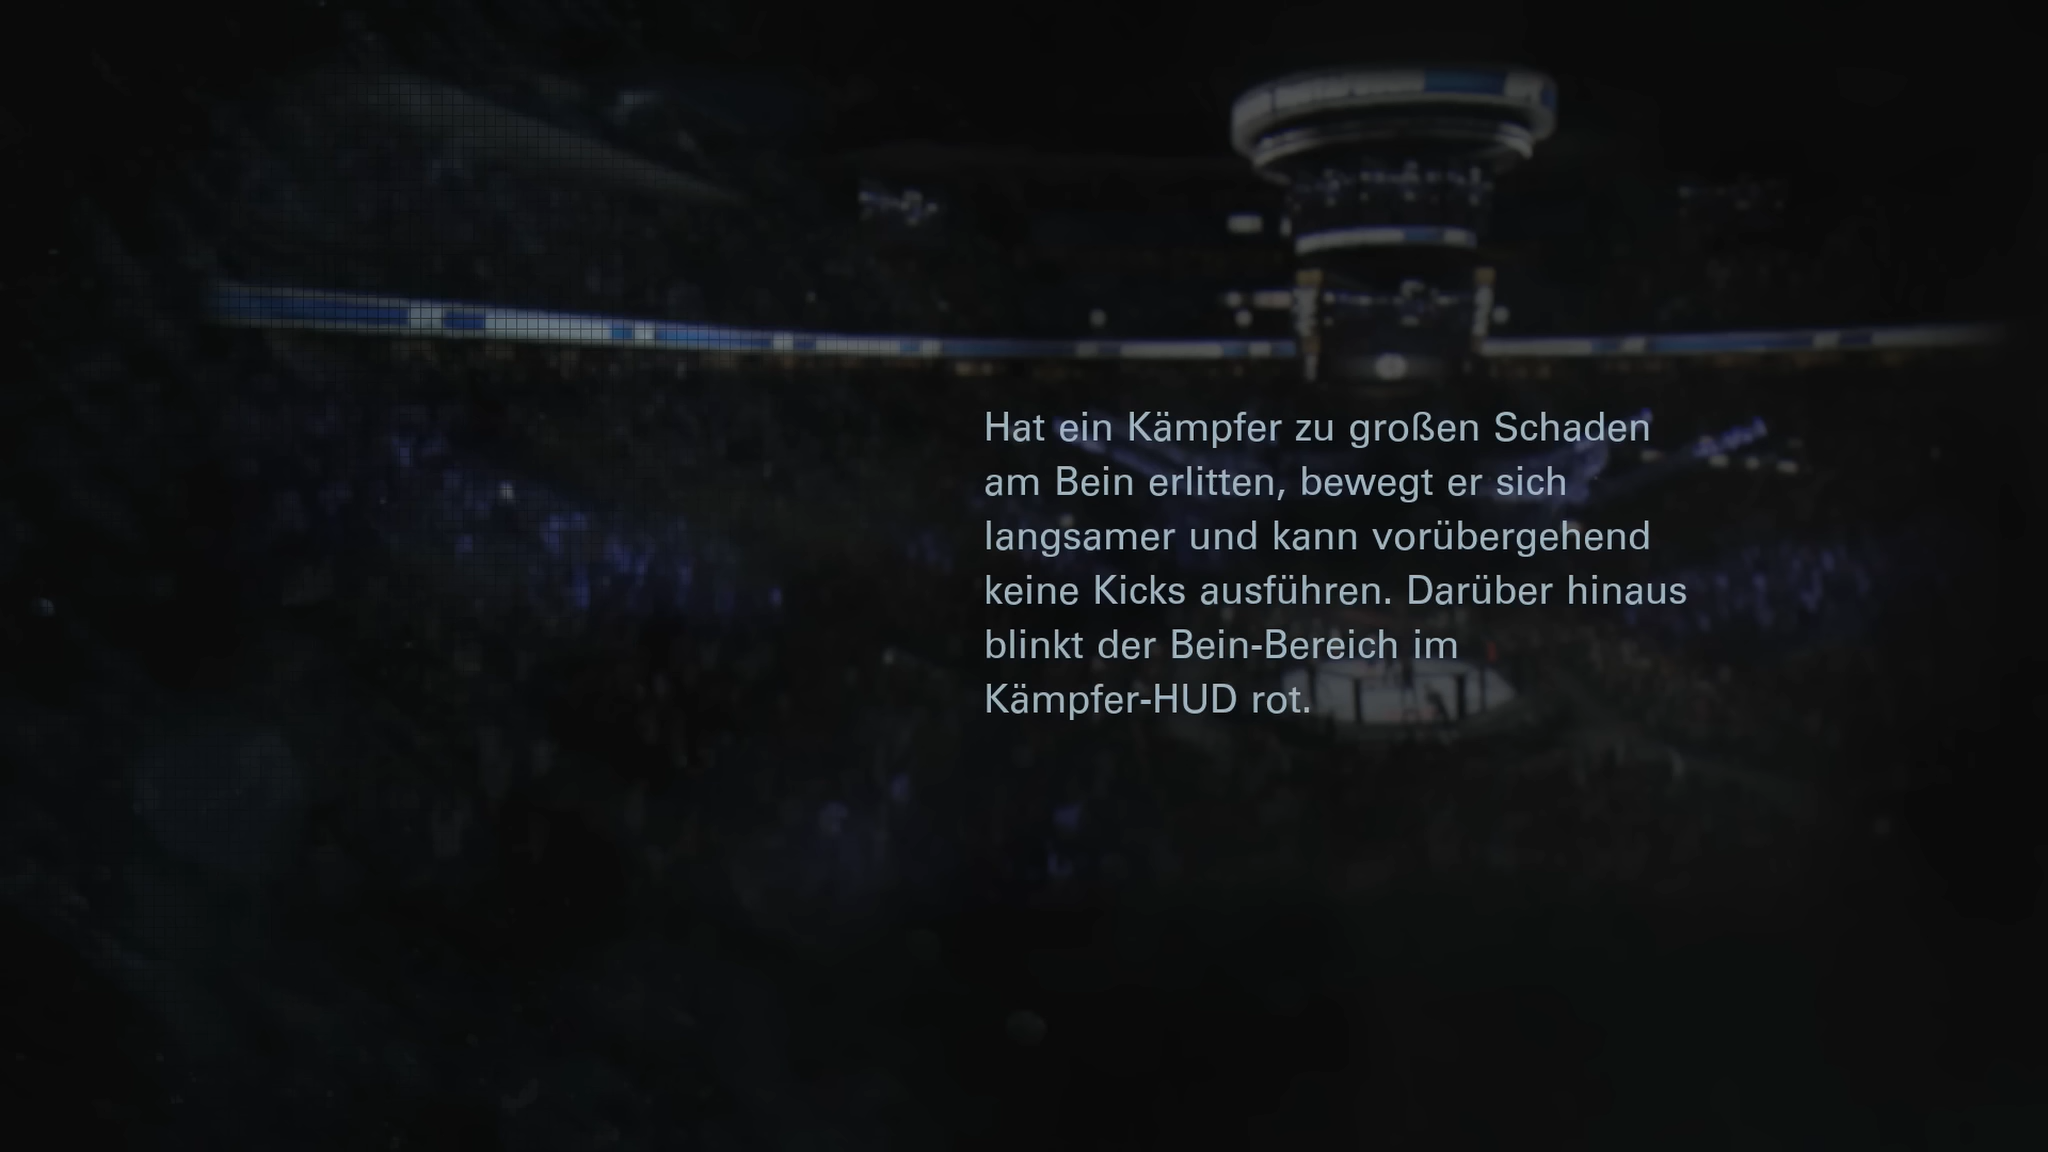 Hat ein Kämpfer zu großen Schaden
am Bein erlitten, bewegt er sich
langsamer und kann vorübergehend
keine Kicks ausführen. Darüber hinaus
blinkt der Bein-Bereich im
Kämpfer-HUD rot.